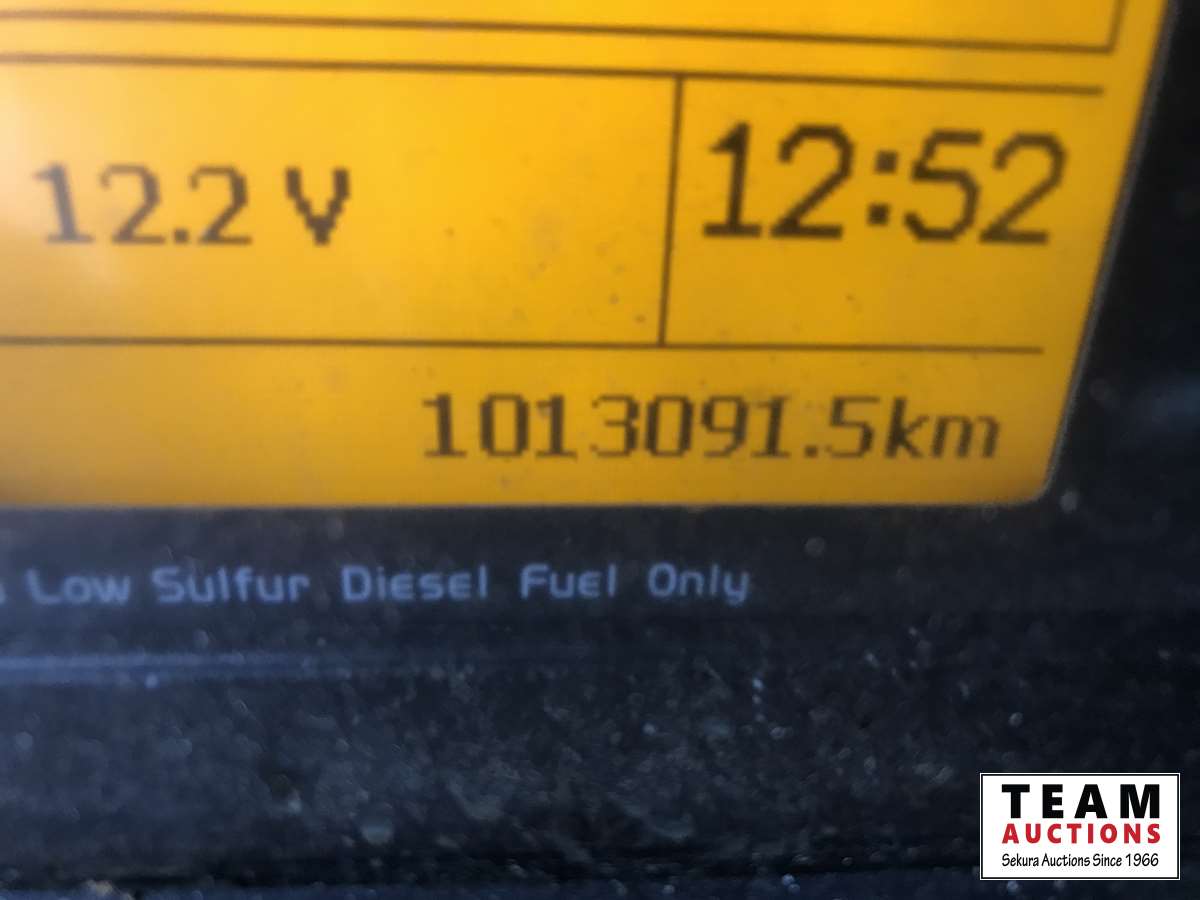 12.2 V
12:52
1013091.5km
Low Sulfur Diesel Fuel Only
TEAM
AUCTIONS
Sekura Auctions Since 1966